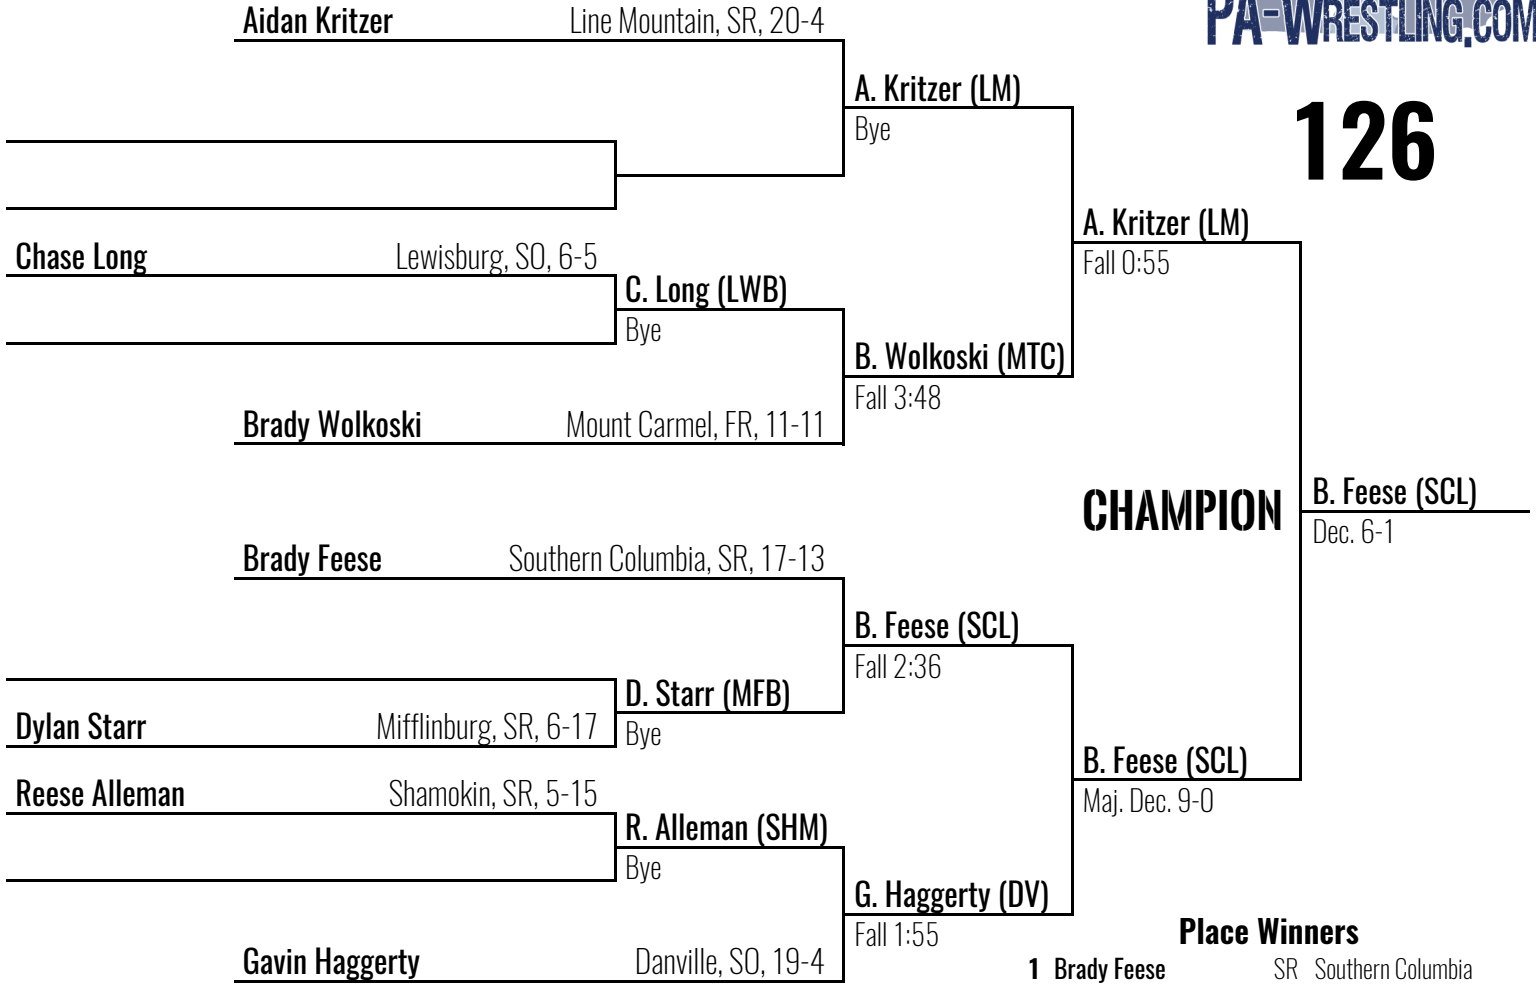 Aidan Kritzer Line Mountain, SR, 20-4
PA-WRESTLING.COM
A. Kritzer (LM)
Bye
126
A. Kritzer (LM)
Fall 0:55
Chase Long Lewisburg, SO, 6-5
C. Long (LWB)
Bye
B. Wolkoski (MTC)
Fall 3:48
Brady Wolkoski Mount Carmel, FR, 11-11
CHAMPION
B. Feese (SCL)
Dec. 6-1
Brady Feese Southern Columbia, SR, 17-13
B. Feese (SCL)
Fall 2:36
D. Starr (MFB)
Bye
Dylan Starr Mifflinburg, SR, 6-17
B. Feese (SCL)
Maj. Dec. 9-0
Reese Alleman Shamokin, SR, 5-15
R. Alleman (SHM)
Bye
G. Haggerty (DV)
Fall 1:55
Gavin Haggerty Danville, SO, 19-4
Place Winners
1 Brady Feese SR Southern Columbia